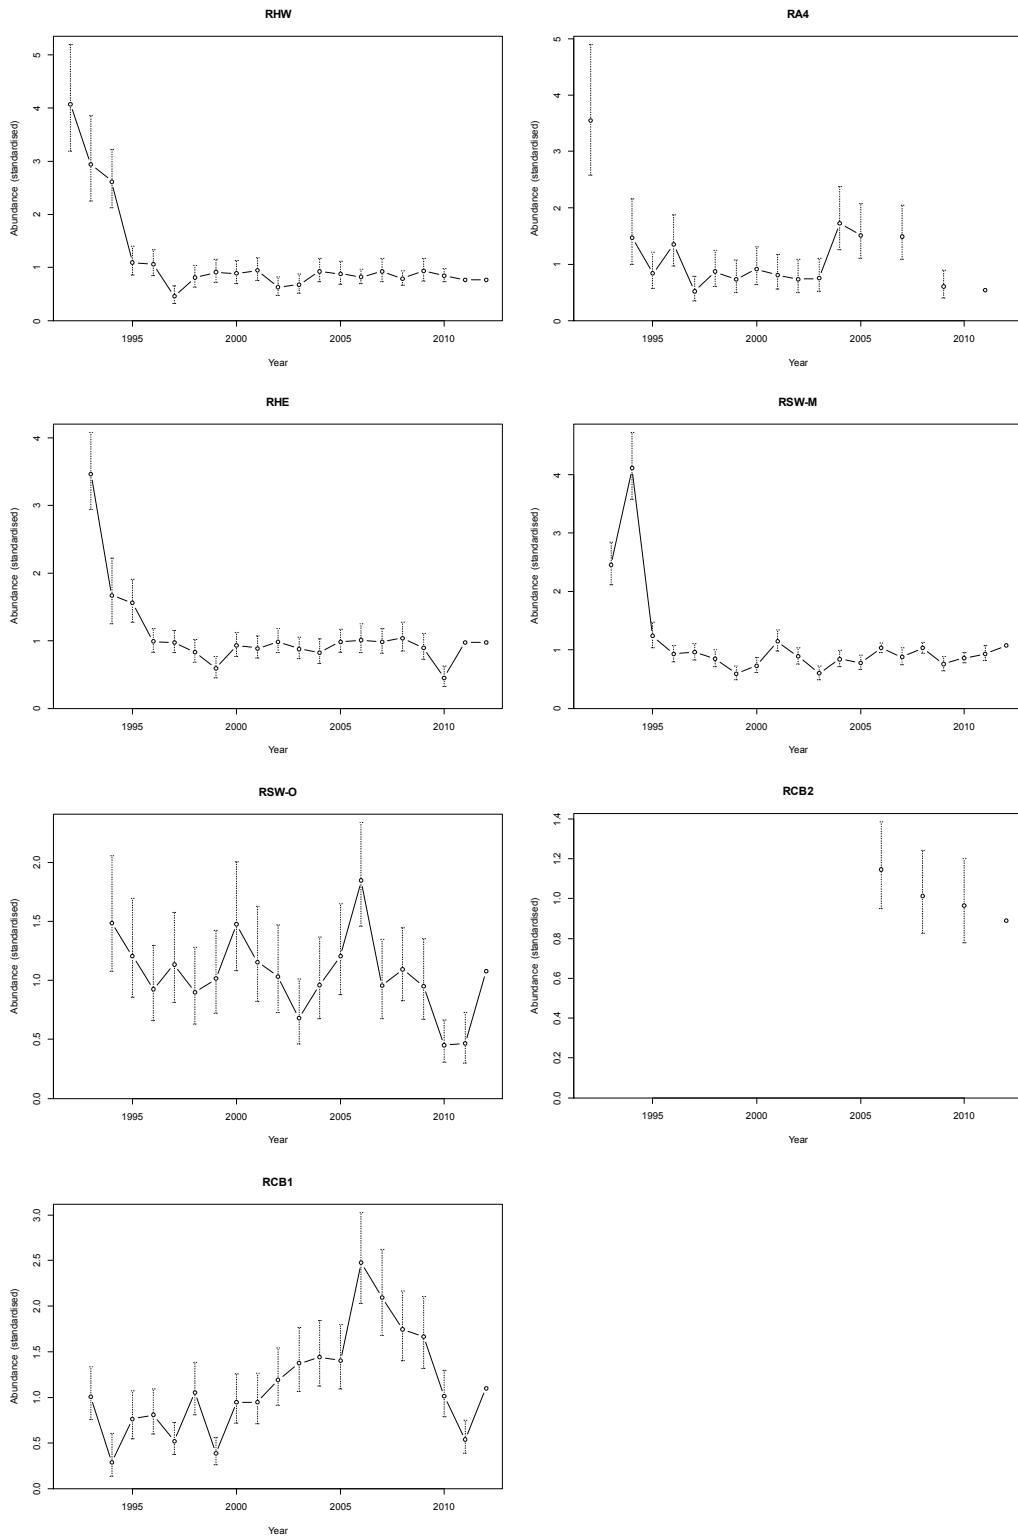 RHW
Abundance (standardised)
0 1 2 3 4 5
1995 2000 2005 2010
Year
RA4
Abundance (standardised)
0 1 2 3 4 5
1995 2000 2005 2010
Year
RHE
Abundance (standardised)
0 1 2 3 4
1995 2000 2005 2010
Year
RSW-M
Abundance (standardised)
0 1 2 3 4
1995 2000 2005 2010
Year
RSW-O
Abundance (standardised)
0.0 0.5 1.0 1.5 2.0
1995 2000 2005 2010
Year
RCB2
Abundance (standardised)
0.0 0.2 0.4 0.6 0.8 1.0 1.2 1.4
1995 2000 2005 2010
Year
RCB1
Abundance (standardised)
0.0 0.5 1.0 1.5 2.0 2.5 3.0
1995 2000 2005 2010
Year